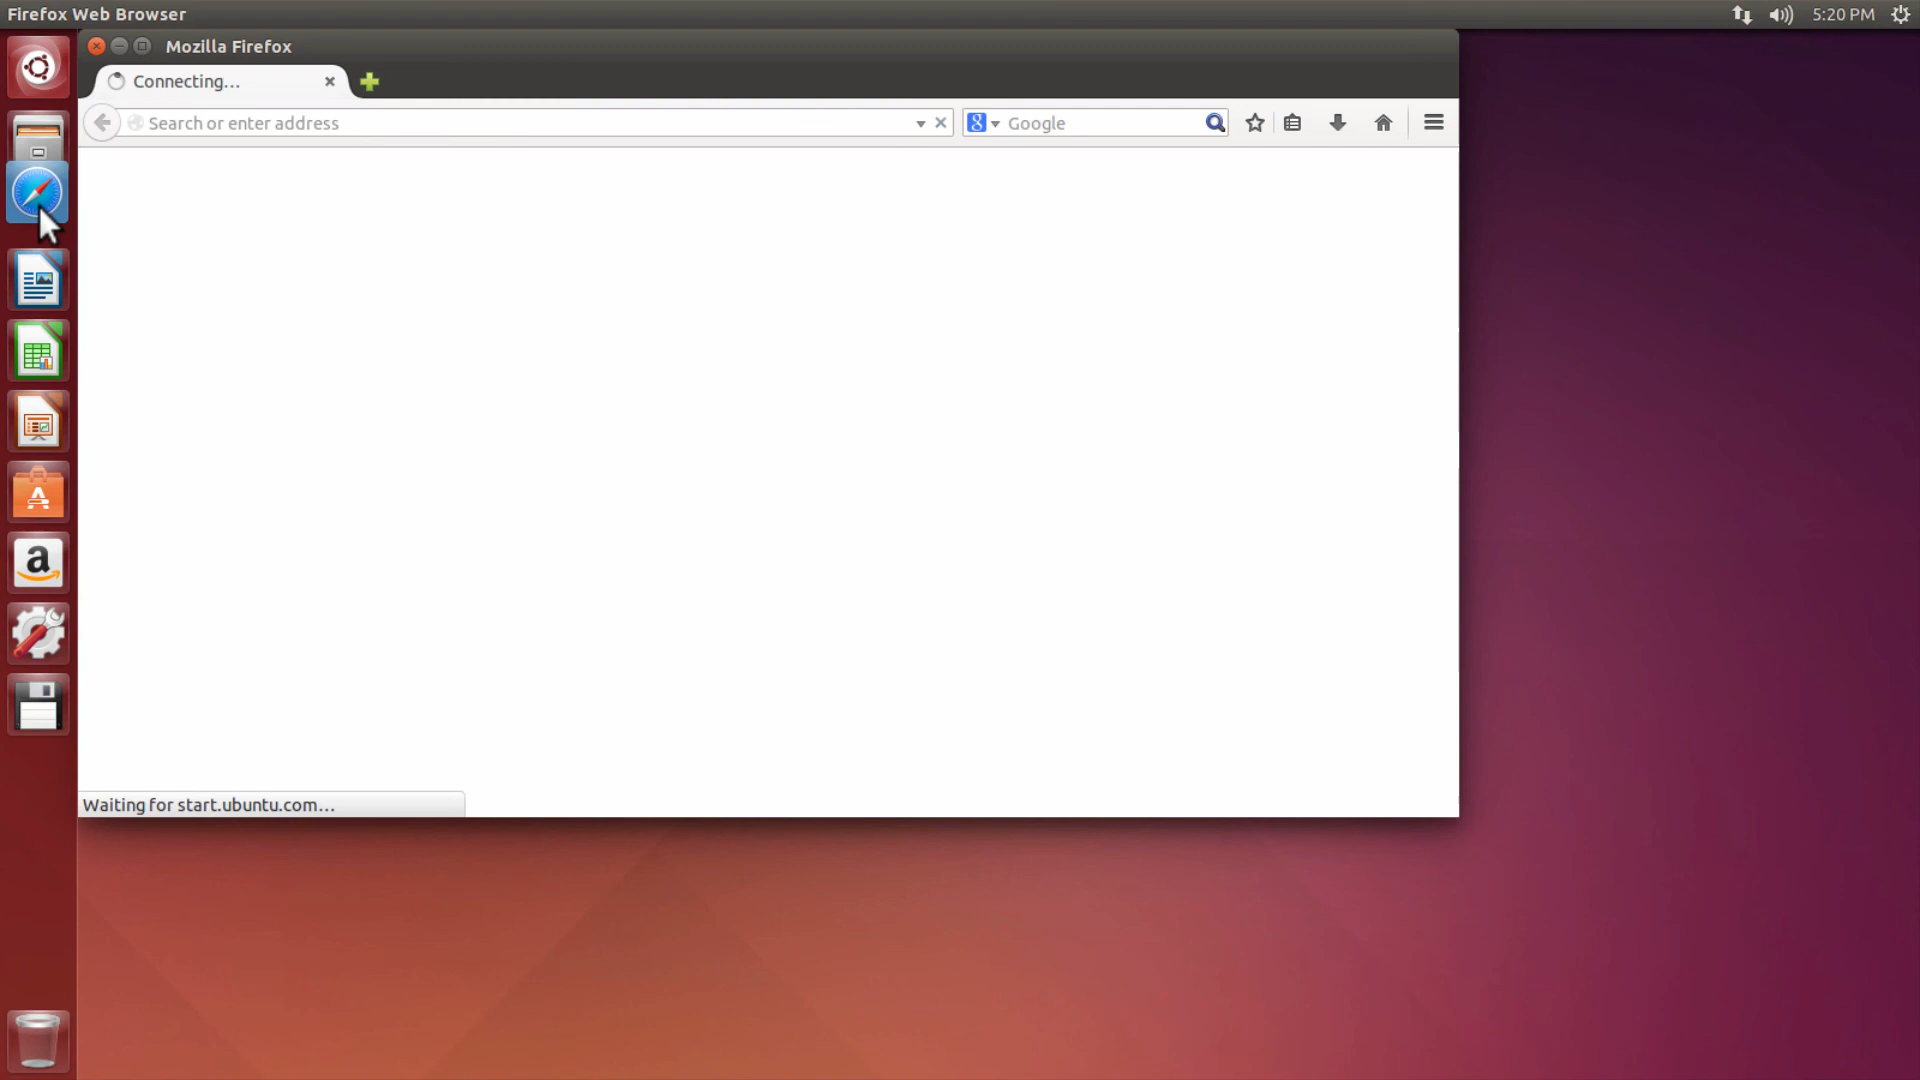 Firefox Web Browser
5:20 PM
Mozilla Firefox
Connecting…
Search or enter address
8
Google
A
a
Waiting for start.ubuntu.com…